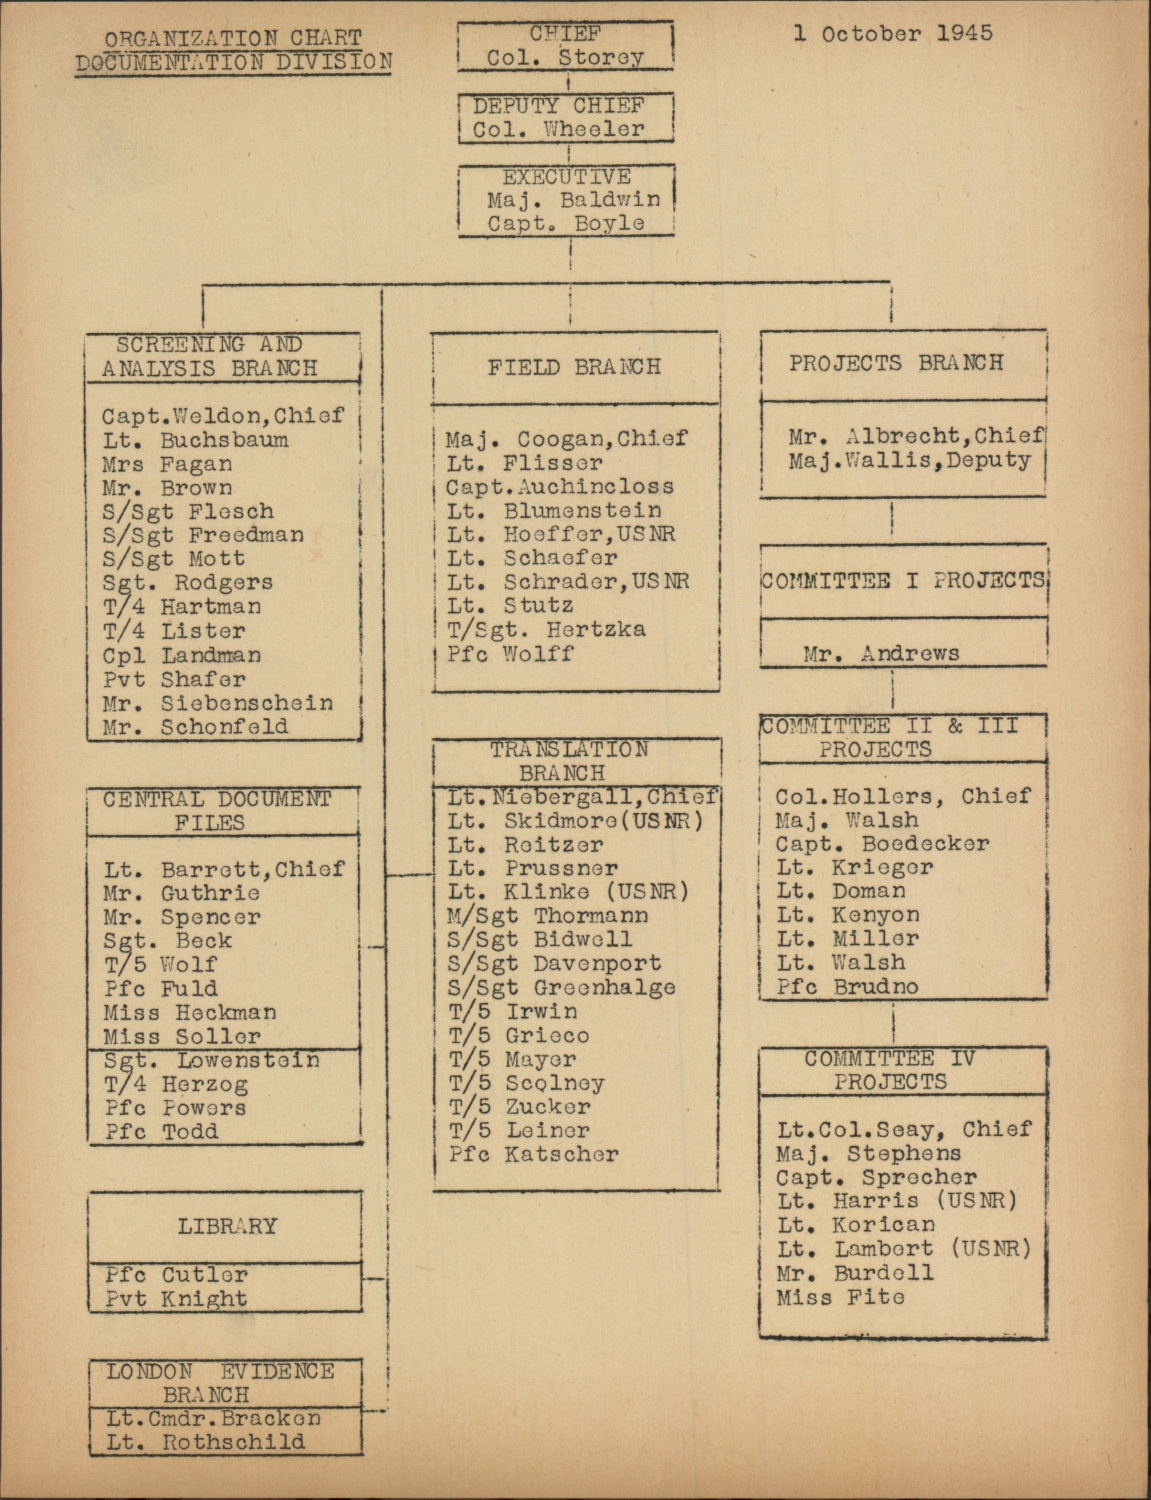 ORGANIZATION CHART
DOCUMENTATION DIVISION
1 October 1945
CHIEF
Col. Storey
DEPUTY CHIEF
Col. Wheeler
EXECUTIVE
Maj. Baldwin
Capt. Boyle
SCREENING AND
ANALYSIS BRANCH
Capt.Weldon,Chief
Lt. Buchsbaum
Mrs Fagan
Mr. Brown
S/Sgt Flesch
S/Sgt Freedman
S/Sgt Mott
Sgt. Rodgers
T/4 Hartman
T/4 Lister
Cpl Landman
Pvt Shafer
Mr. Siebenschein
Mr. Schonfeld
CENTRAL DOCUMENT
FILES
Lt. Barrett,Chief
Mr. Guthrie
Mr. Spencer
Sgt. Beck
T/5 Wolf
Pfc Fuld
Miss Heckman
Miss Soller
Sgt. Lowenstein
T/4 Herzog
Pfc Powers
Pfc Todd
LIBRARY
Pfc Cutler
Pvt Knight
LONDON EVIDENCE
BRANCH
Lt.Cmdr.Bracken
Lt. Rothschild
FIELD BRANCH
Maj. Coogan,Chief
Lt. Flisser
Capt.Auchincloss
Lt. Blumenstein
Lt. Hoeffer,USNR
Lt. Schaefer
Lt. Schrader,USNR
Lt. Stutz
T/Sgt. Hertzka
Pfc Wolff
TRANSLATION
BRANCH
Lt.Niebergall,Chief
Lt. Skidmore(USNR)
Lt. Reitzer
Lt. Prussner
Lt. Klinke (USNR)
M/Sgt Thormann
S/Sgt Bidwell
S/Sgt Davenport
S/Sgt Greenhalge
T/5 Irwin
T/5 Grieco
T/5 Mayer
T/5 Scolney
T/5 Zucker
T/5 Leiner
Pfc Katscher
PROJECTS BRANCH
Mr. Albrecht,Chief
Maj.Wallis,Deputy
COMMITTEE I PROJECTS
Mr. Andrews
COMMITTEE II & III
PROJECTS
Col.Hollers, Chief
Maj. Walsh
Capt. Boedecker
Lt. Krieger
Lt. Doman
Lt. Kenyon
Lt. Miller
Lt. Walsh
Pfc Brudno
COMMITTEE IV
PROJECTS
Lt.Col.Seay, Chief
Maj. Stephens
Capt. Sprecher
Lt. Harris (USNR)
Lt. Korican
Lt. Lambert (USNR)
Mr. Burdell
Miss Fite